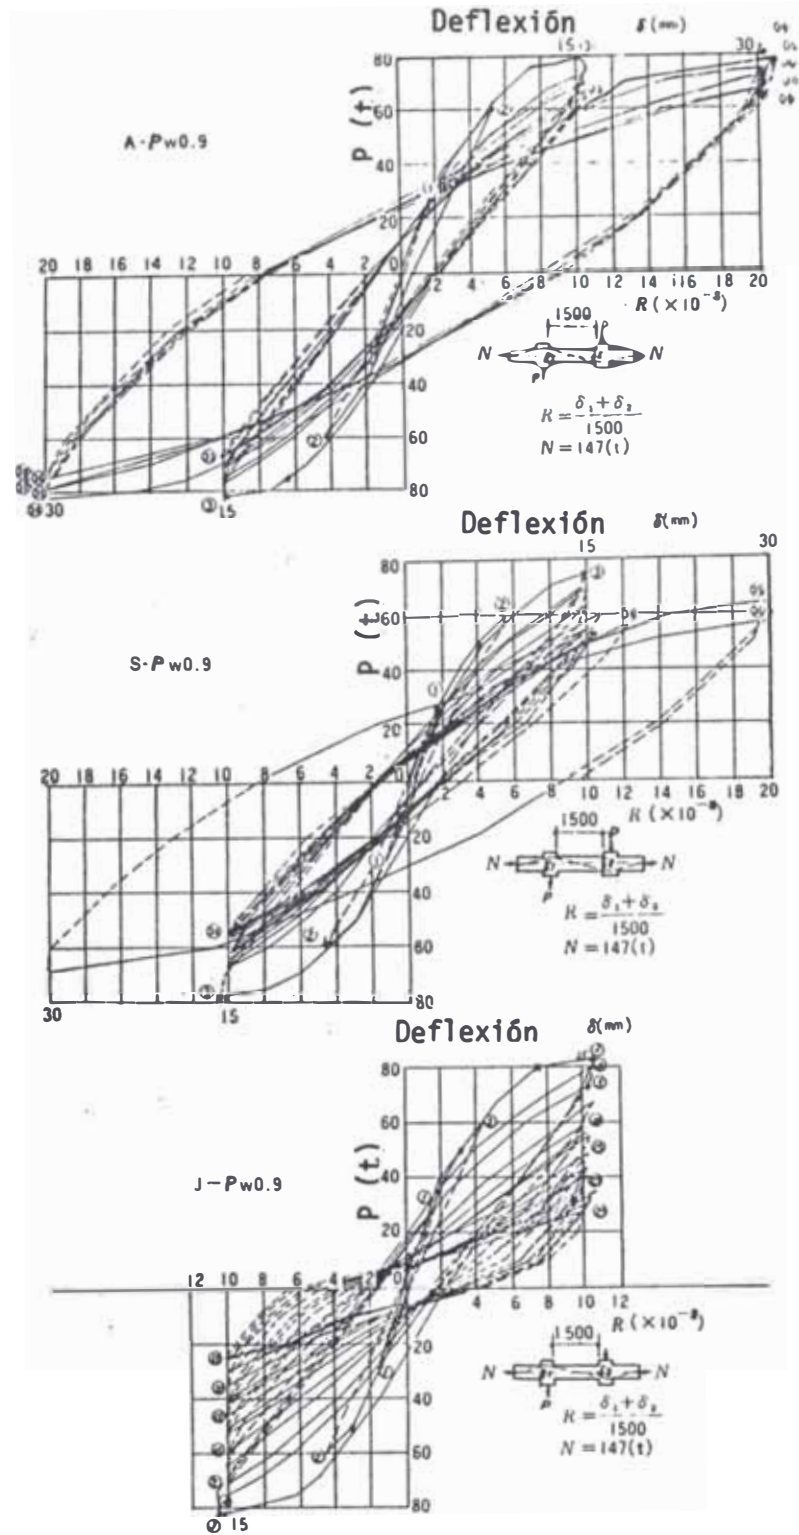 Deflexión δ(mm)
15
30
80
60
40
20
P (t)
A-Pw0.9
20 18 16 14 12 10 6 2 0
2 4 6 8 10 12 14 16 18 20
R(×10⁻³)
20
40
60
80
②
①
③
30
15
1500
N N
P
R=δ₁+δ₂/1500
N=147(t)
Deflexión δ(mm)
15 30
80
60
40
20
P (t)
S-Pw0.9
20 18 16 14 12 10 8 6 4 2 0
2 4 6 8 10 12 14 16 18 20
R(×10⁻³)
20
40
60
80
30
15
1500
N N
P
R=δ₁+δ₂/1500
N=147(t)
Deflexión δ(mm)
80
60
40
20
P (t)
J-Pw0.9
12 10 8 6 4 2 0
4 6 8 10 12
R(×10⁻³)
20
40
60
80
15
1500
N N
P
R=δ₁+δ₂/1500
N=147(t)